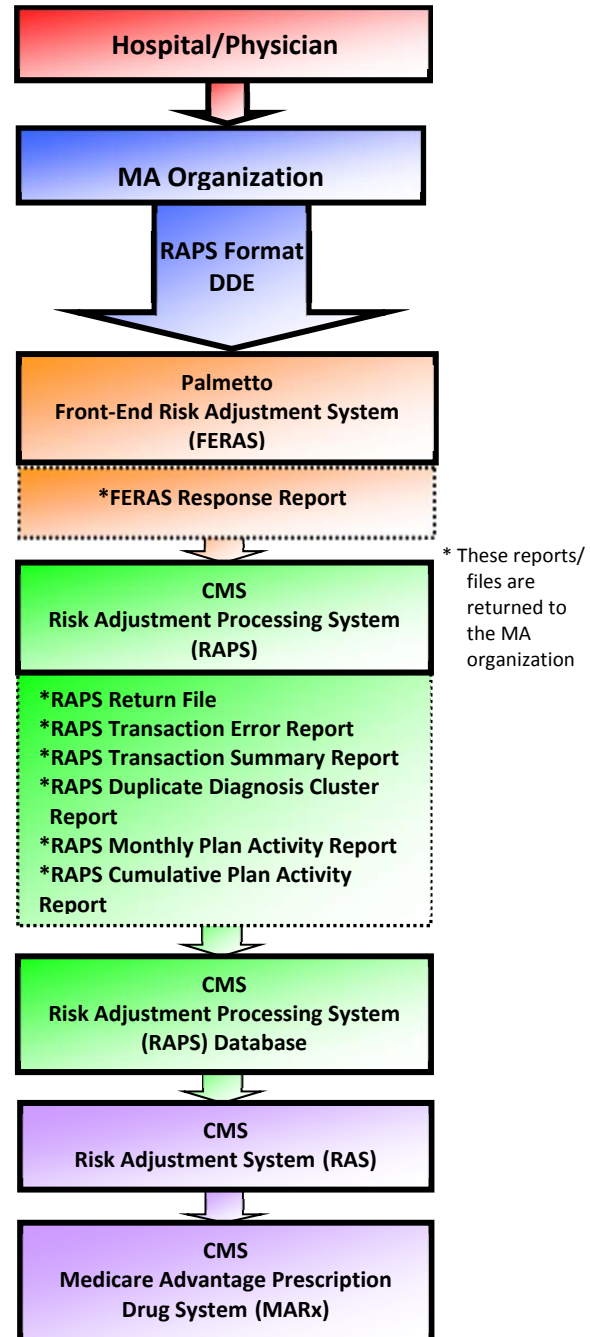 Hospital/Physician
MA Organization
RAPS Format
DDE
Palmetto
Front-End Risk Adjustment System
(FERAS)
*FERAS Response Report
* These reports/
files are
returned to
the MA
organization
CMS
Risk Adjustment Processing System
(RAPS)
*RAPS Return File
*RAPS Transaction Error Report
*RAPS Transaction Summary Report
*RAPS Duplicate Diagnosis Cluster
Report
*RAPS Monthly Plan Activity Report
*RAPS Cumulative Plan Activity
Report
CMS
Risk Adjustment Processing System
(RAPS) Database
CMS
Risk Adjustment System (RAS)
CMS
Medicare Advantage Prescription
Drug System (MARx)